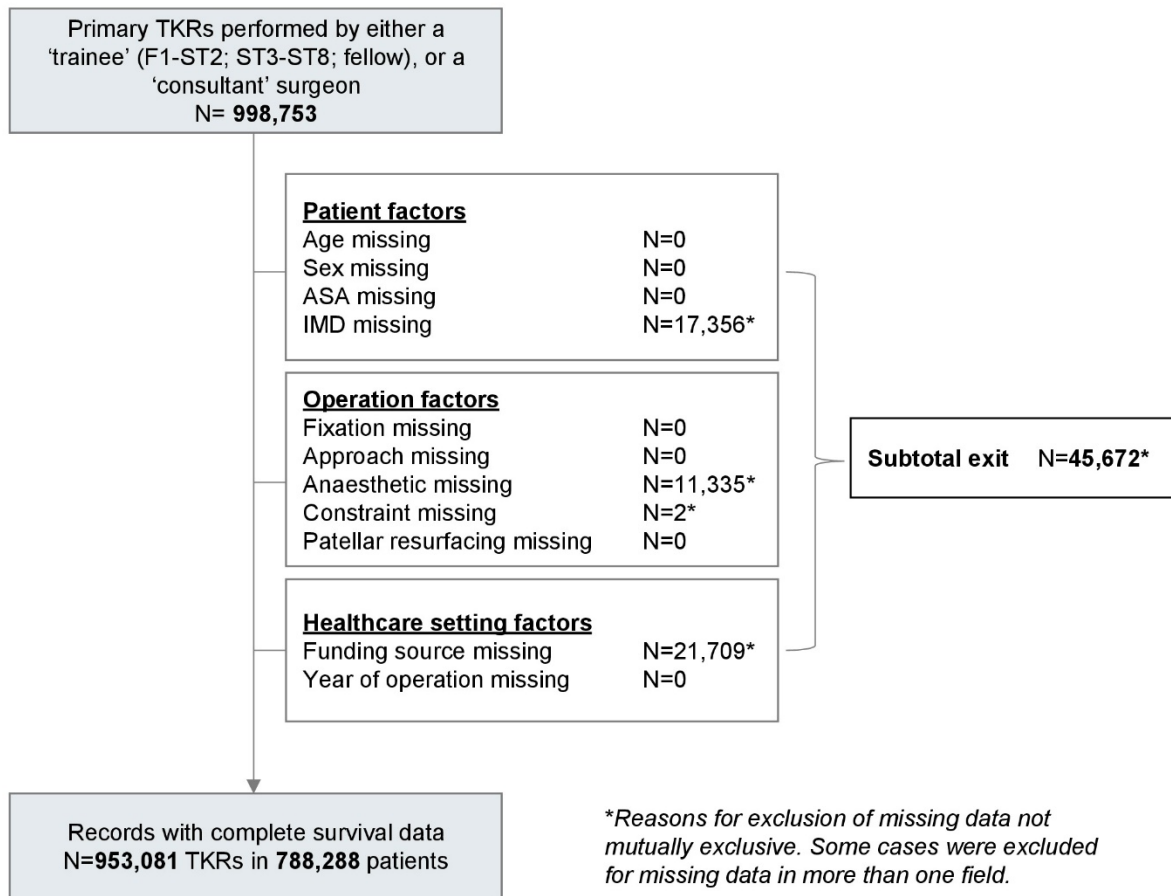 Primary TKRs performed by either a
‘trainee’ (F1-ST2; ST3-ST8; fellow), or a
‘consultant’ surgeon
N= 998,753
Patient factors
Age missing N=0
Sex missing N=0
ASA missing N=0
IMD missing N=17,356*
Operation factors
Fixation missing N=0
Approach missing N=0
Anaesthetic missing N=11,335*
Constraint missing N=2*
Patellar resurfacing missing N=0
Subtotal exit N=45,672*
Healthcare setting factors
Funding source missing N=21,709*
Year of operation missing N=0
Records with complete survival data
N=953,081 TKRs in 788,288 patients
*Reasons for exclusion of missing data not
mutually exclusive. Some cases were excluded
for missing data in more than one field.